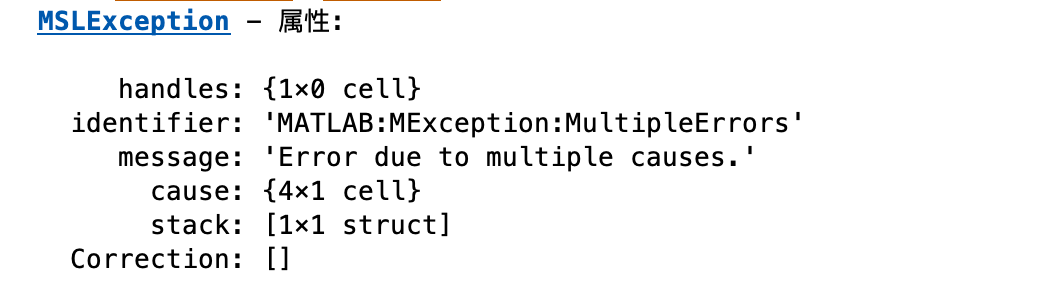 MSLException - 属性:
handles: {1×0 cell}
identifier: 'MATLAB:MException:MultipleErrors'
message: 'Error due to multiple causes.'
cause: {4×1 cell}
stack: [1×1 struct]
Correction: []